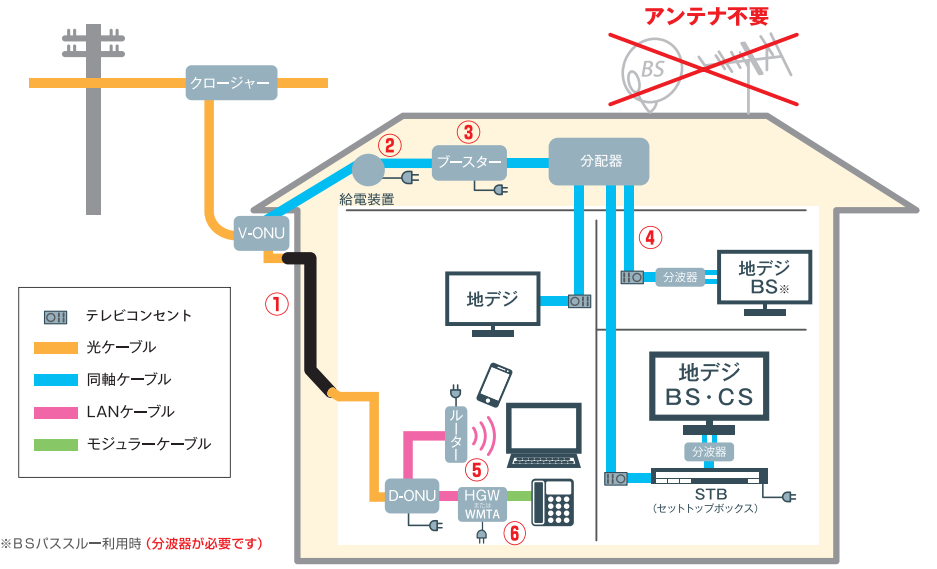 アンテナ不要
BS
クロージャー
②
③
ブースター
分配器
給電装置
V-ONU
④
①
地デジ
分波器
地デジ
BS※
テレビコンセント
光ケーブル
同軸ケーブル
LANケーブル
モジュラーケーブル
地デジ
BS・CS
分波器
ルーター
⑤
D-ONU
HGW
または
WMTA
⑥
STB
(セットトップボックス)
※BSパススルー利用時(分波器が必要です)